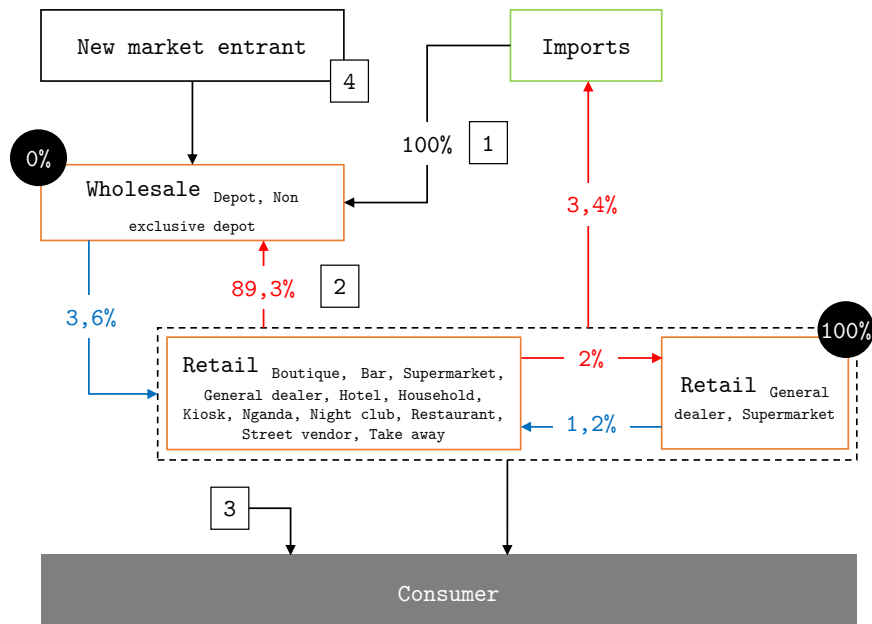 New market entrant
4
Imports
100%
1
0%
Wholesale Depot, Non
exclusive depot
3,4%
89,3%
2
3,6%
100%
Retail Boutique, Bar, Supermarket,
General dealer, Hotel, Household,
Kiosk, Nganda, Night club, Restaurant,
Street vendor, Take away
2%
1,2%
Retail General
dealer, Supermarket
3
Consumer